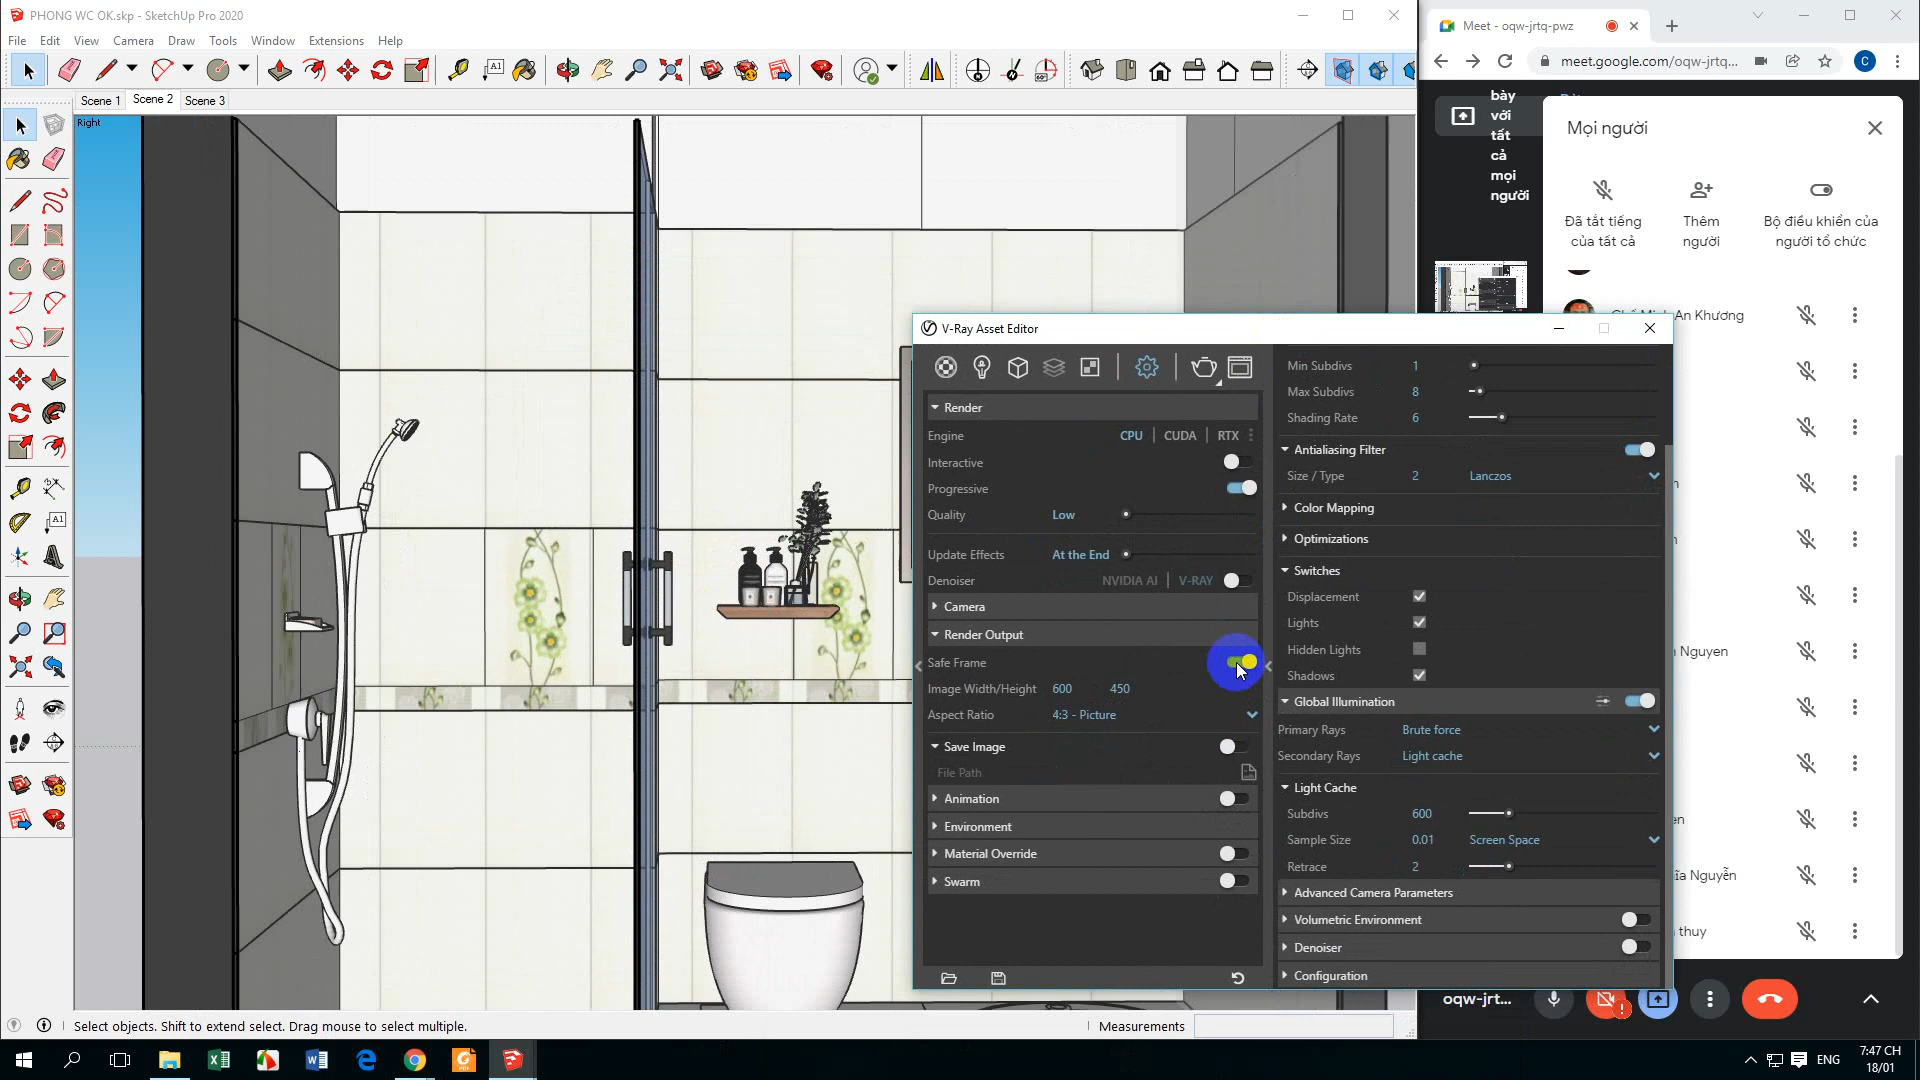 PHONG WC OK.skp - SketchUp Pro 2020
File Edit View Camera Draw Tools Window Extensions Help
Scene 1 Scene 2 Scene 3
Right
A1
A1
Select objects. Shift to extend select. Drag mouse to select multiple.
Measurements
V-Ray Asset Editor
Render
Engine CPU CUDA RTX
Interactive
Progressive
Quality Low
Update Effects At the End
Denoiser NVIDIA AI V-RAY
Camera
Render Output
Safe Frame
Image Width/Height 600 450
Aspect Ratio 4:3 - Picture
Save Image
File Path
Animation
Environment
Material Override
Swarm
Min Subdivs 1
Max Subdivs 8
Shading Rate 6
Antialiasing Filter
Size / Type 2 Lanczos
Color Mapping
Optimizations
Switches
Displacement
Lights
Hidden Lights
Shadows
Global Illumination
Primary Rays Brute force
Secondary Rays Light cache
Light Cache
Subdivs 600
Sample Size 0.01 Screen Space
Retrace 2
Advanced Camera Parameters
Volumetric Environment
Denoiser
Configuration
Meet - oqw-jrtq-pwz
meet.google.com/oqw-jrtq...
C
bày
với
tất
cả
mọi
người
Mọi người
Đã tắt tiếng
của tất cả
Thêm
người
Bộ điều khiển của
người tổ chức
An Khương
Nguyen
ĩa Nguyễn
thuy
oqw-jrt...
ENG
7:47 CH
18/01